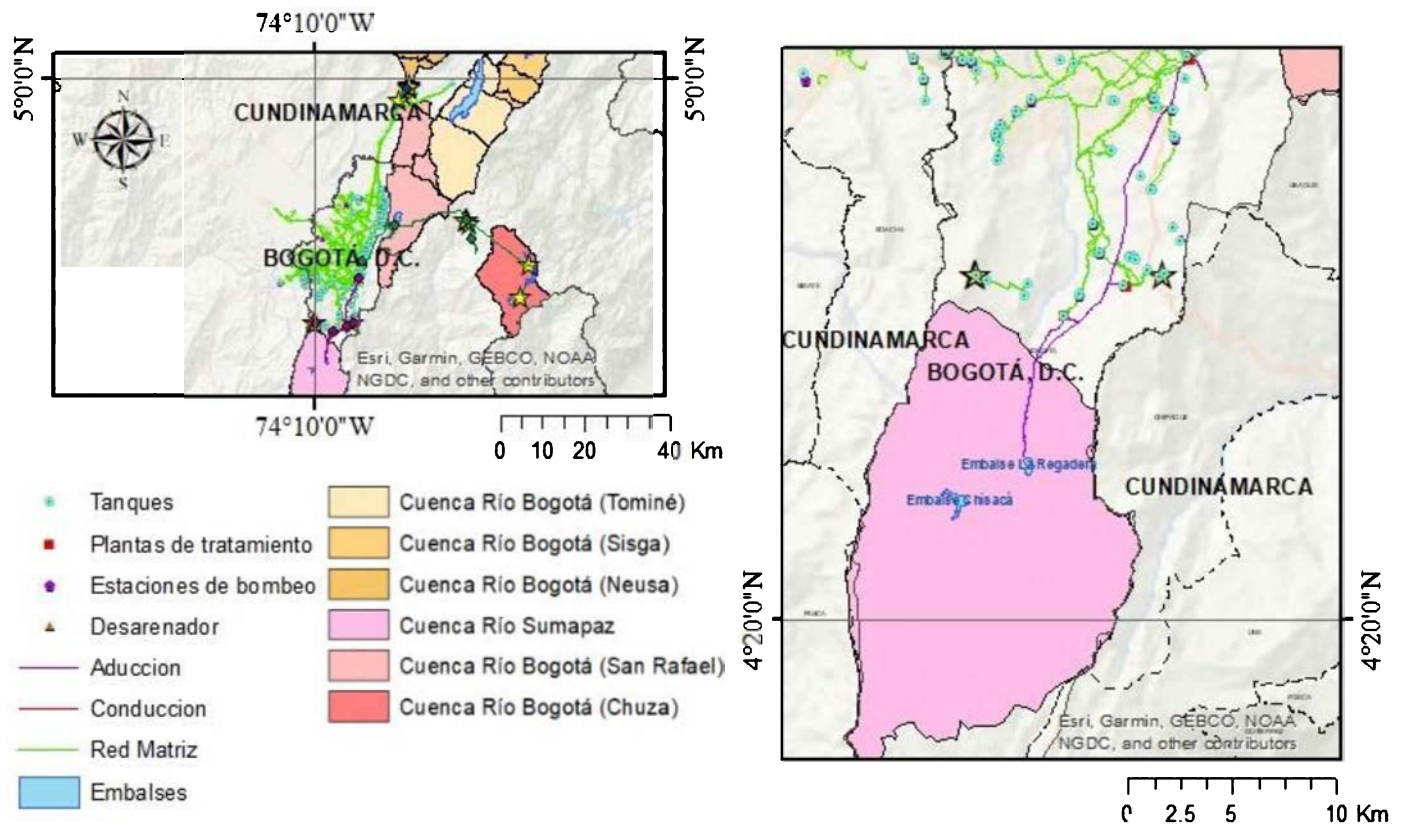 74°10'0"W
5°0'0"N
5°0'0"N
N
W E
S
CUNDINAMARCA
BOGOTÁ, D.C.
Esri, Garmin, GEBCO, NOAA
NGDC, and other contributors
74°10'0"W
0 10 20 40 Km
Tanques
Plantas de tratamiento
Estaciones de bombeo
Desarenador
Aduccion
Conduccion
Red Matriz
Embalses
Cuenca Río Bogotá (Tominé)
Cuenca Río Bogotá (Sisga)
Cuenca Río Bogotá (Neusa)
Cuenca Río Sumapaz
Cuenca Río Bogotá (San Rafael)
Cuenca Río Bogotá (Chuza)
CUNDINAMARCA
BOGOTÁ, D.C.
Embalse La Regadera
Embalse Chisacá
CUNDINAMARCA
4°20'0"N
4°20'0"N
Esri, Garmin, GEBCO, NOAA
NGDC, and other contributors
0 2.5 5 10 Km